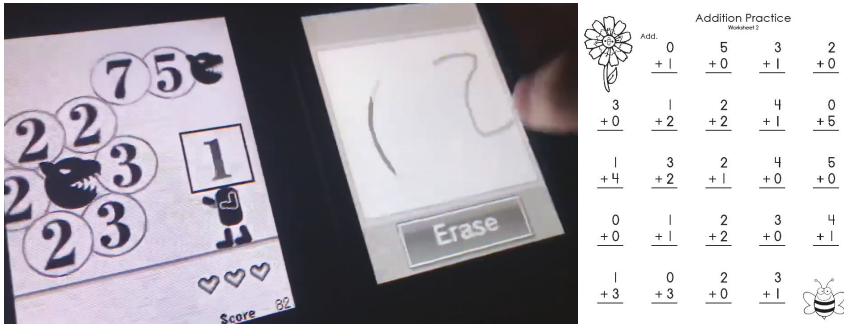 7 5
2 2
2 3
2 3
1
Erase
Score 82
Addition Practice
Worksheet 2
Add.
0 5 3 2
+ 1 + 0 + 1 + 0
3 1 2 4 0
+ 0 + 2 + 2 + 1 + 5
1 3 2 4 5
+ 4 + 2 + 1 + 0 + 0
0 1 2 3 4
+ 0 + 1 + 2 + 0 + 1
1 0 2 3
+ 3 + 3 + 0 + 1